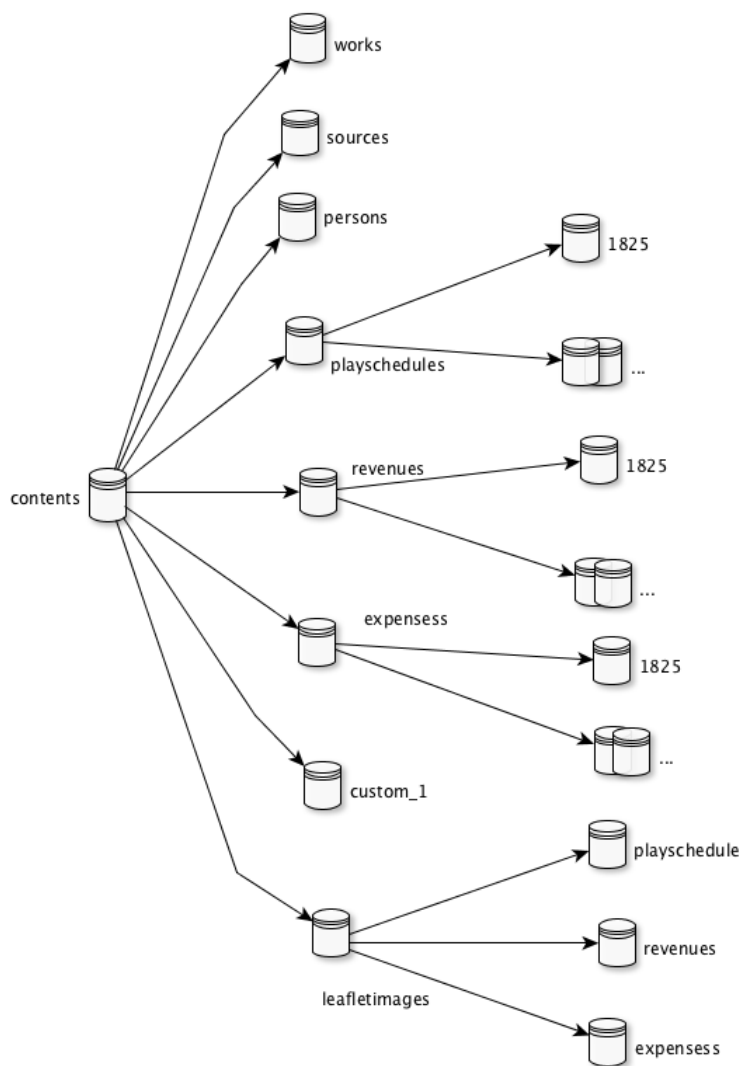 works
sources
persons
1825
playschedules
...
revenues
1825
contents
...
expensess
1825
...
custom_1
playschedule
revenues
leafletimages
expensess